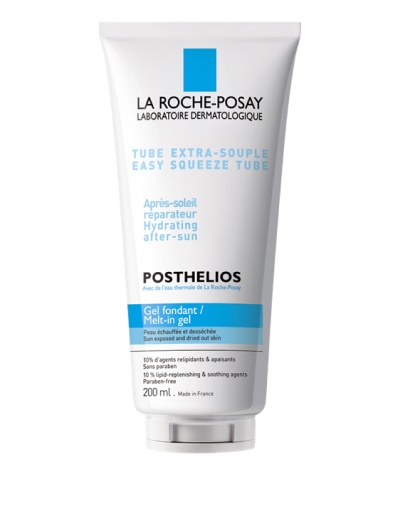 LA ROCHE-POSAY
LABORATOIRE DERMATOLOGIQUE
TUBE EXTRA-SOUPLE
EASY SQUEEZE TUBE
Après-soleil
réparateur
Hydrating
after-sun
POSTHELIOS
Avec de l'eau thermale de La Roche-Posay
Gel fondant /
Melt-in gel
Peau échauffée et desséchée
Sun exposed and dried out skin
10% d'agents relipidants & apaisants
Sans paraben
10 % lipid-replenishing & soothing agents
Paraben-free
200 ml. Made in France